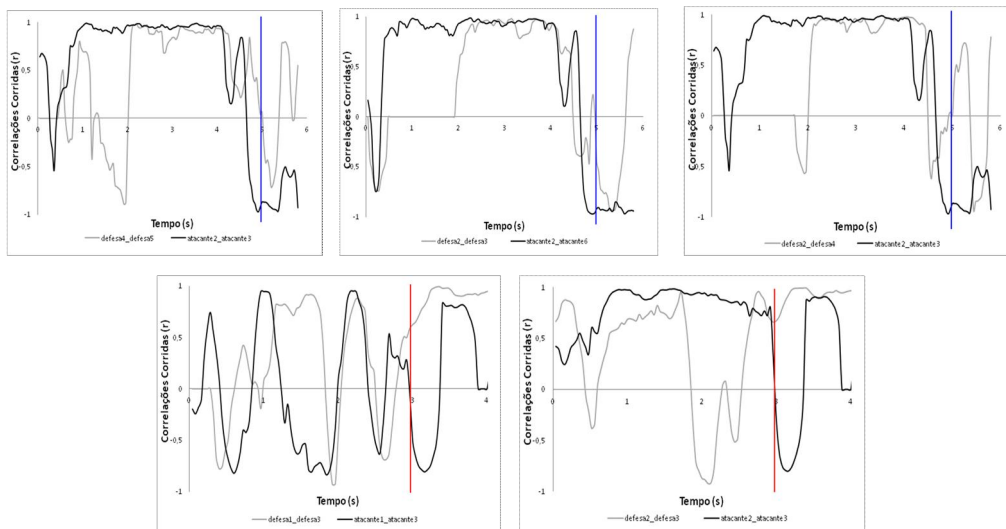 Correlações Corridas (r)
1
0,5
0
-0,5
-1
0 1 2 3 4 5 6
Tempo (s)
defesa4_defesa5 atacante2_atacante3
Correlações Corridas (r)
1
0,5
0
-0,5
-1
0 1 2 3 4 5 6
Tempo (s)
defesa2_defesa3 atacante2_atacante6
Correlações Corridas (r)
1
0,5
0
-0,5
-1
0 1 2 3 4 5 6
Tempo (s)
defesa2_defesa4 atacante2_atacante3
Correlações Corridas (r)
1
0,5
0
-0,5
-1
0 1 2 3 4
Tempo (s)
defesa1_defesa3 atacante1_atacante3
Correlações Corridas (r)
1
0,5
0
-0,5
-1
0 1 2 3 4
Tempo (s)
defesa2_defesa3 atacante2_atacante3